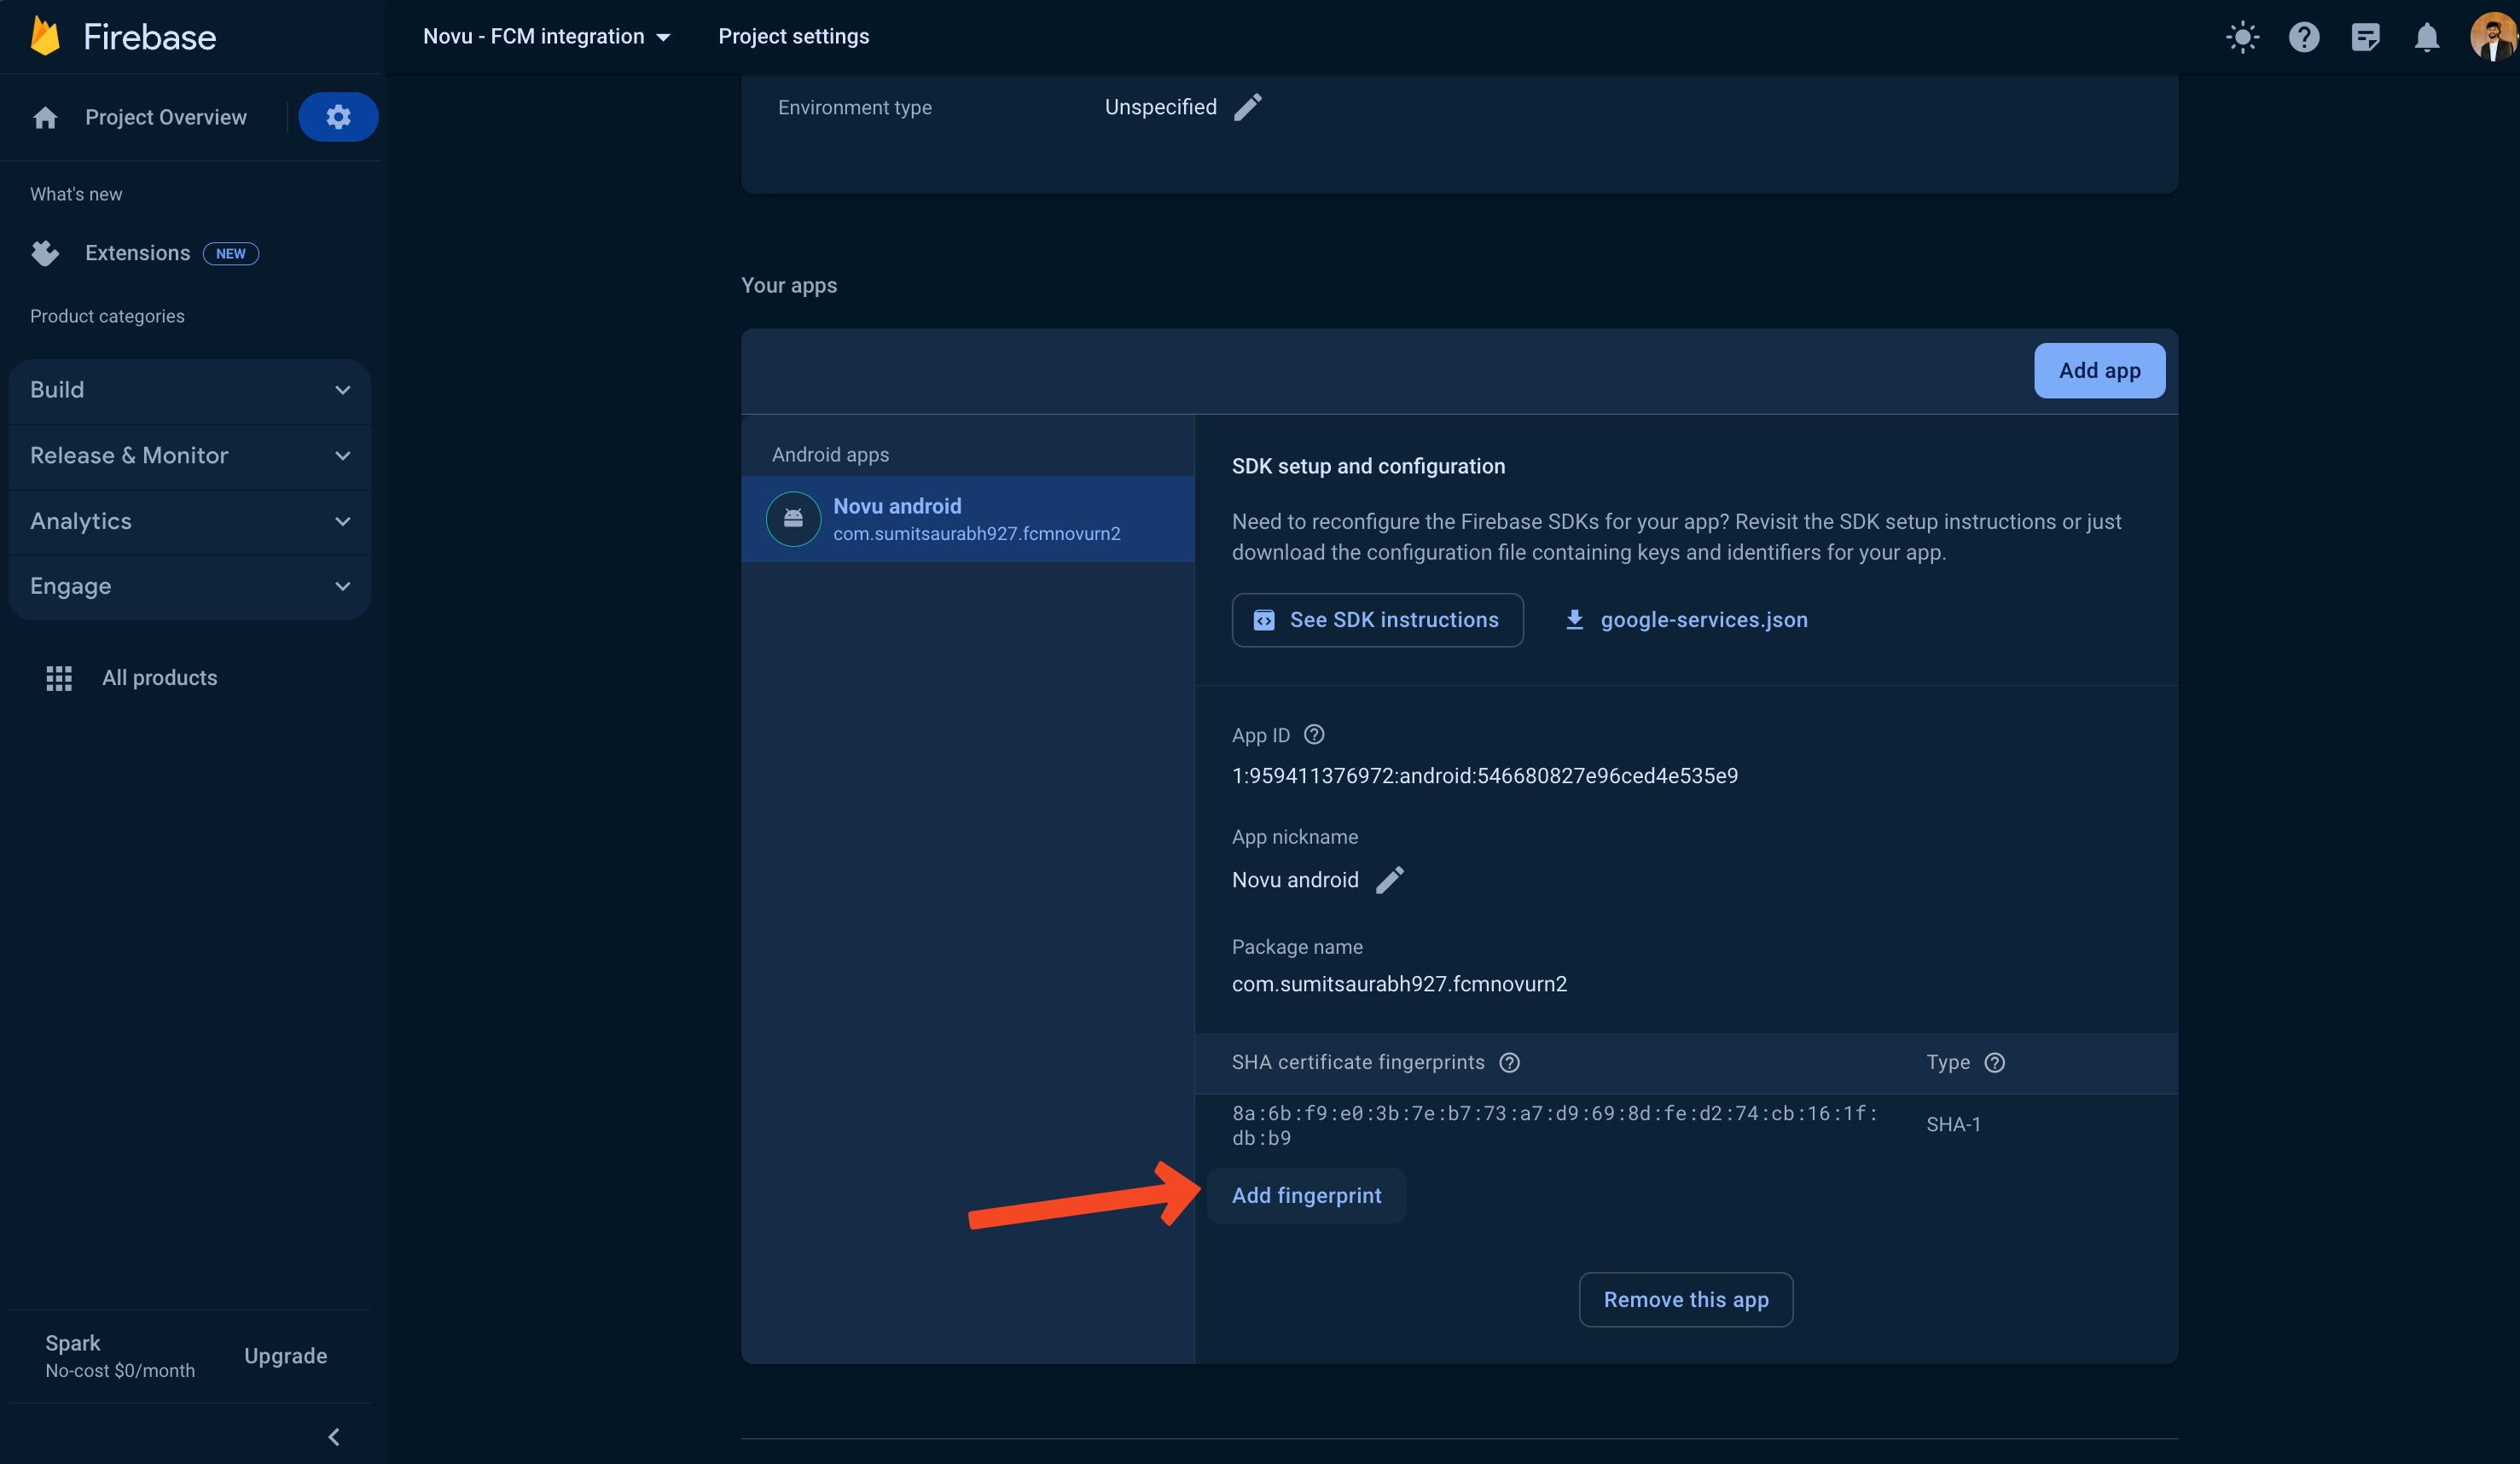 Firebase
Novu - FCM integration
Project settings
Project Overview
Environment type
Unspecified
What's new
Extensions
NEW
Product categories
Build
Release & Monitor
Analytics
Engage
All products
Your apps
Add app
Android apps
Novu android
com.sumitsaurabh927.fcmnovurn2
SDK setup and configuration
Need to reconfigure the Firebase SDKs for your app? Revisit the SDK setup instructions or just
download the configuration file containing keys and identifiers for your app.
See SDK instructions
google-services.json
App ID
1:959411376972:android:546680827e96ced4e535e9
App nickname
Novu android
Package name
com.sumitsaurabh927.fcmnovurn2
SHA certificate fingerprints
Type
8a:6b:f9:e0:3b:7e:b7:73:a7:d9:69:8d:fe:d2:74:cb:16:1f:
db:b9
SHA-1
Add fingerprint
Remove this app
Spark
No-cost $0/month
Upgrade